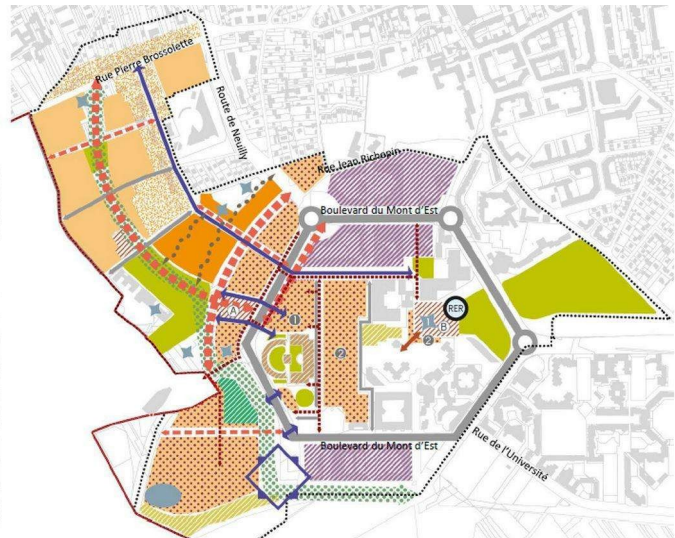 Rue Pierre Brossolette
Route de Neuilly
Rue Jean Richepin
Boulevard du Mont d'Est
RER
A
1
1
B
2
2
Boulevard du Mont d'Est
Rue de l'Université